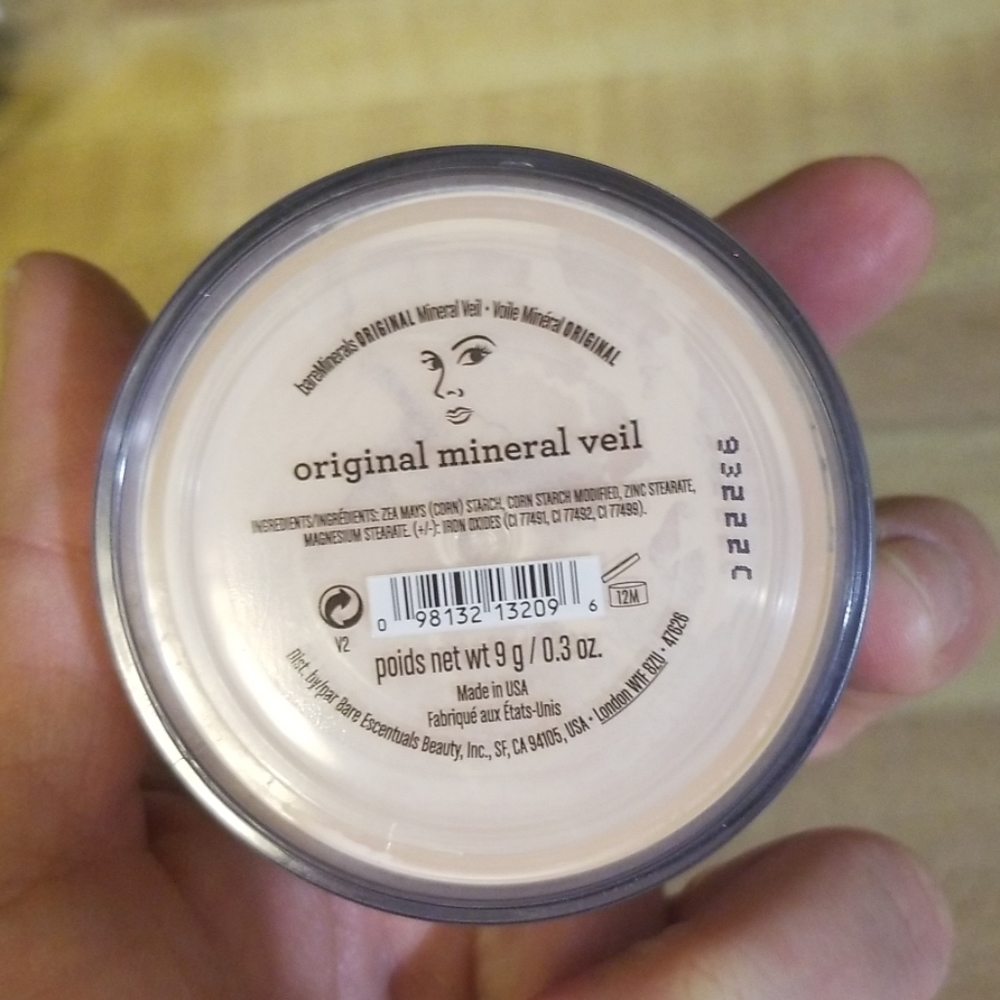 bareMinerals ORIGINAL Mineral Veil • Voile Minéral ORIGINAL
original mineral veil
INGREDIENTS/INGRÉDIENTS: ZEA MAYS (CORN) STARCH, CORN STARCH MODIFIED, ZINC STEARATE,
MAGNESIUM STEARATE. (+/-): IRON OXIDES (CI 77491, CI 77492, CI 77499).
0 98132 13209 6
12M
V2
poids net wt 9 g / 0.3 oz.
Made in USA
Fabriqué aux États-Unis
Dist. by/par Bare Escentuals Beauty, Inc., SF, CA 94105, USA • London W1F 8ZU • 47626
93222C